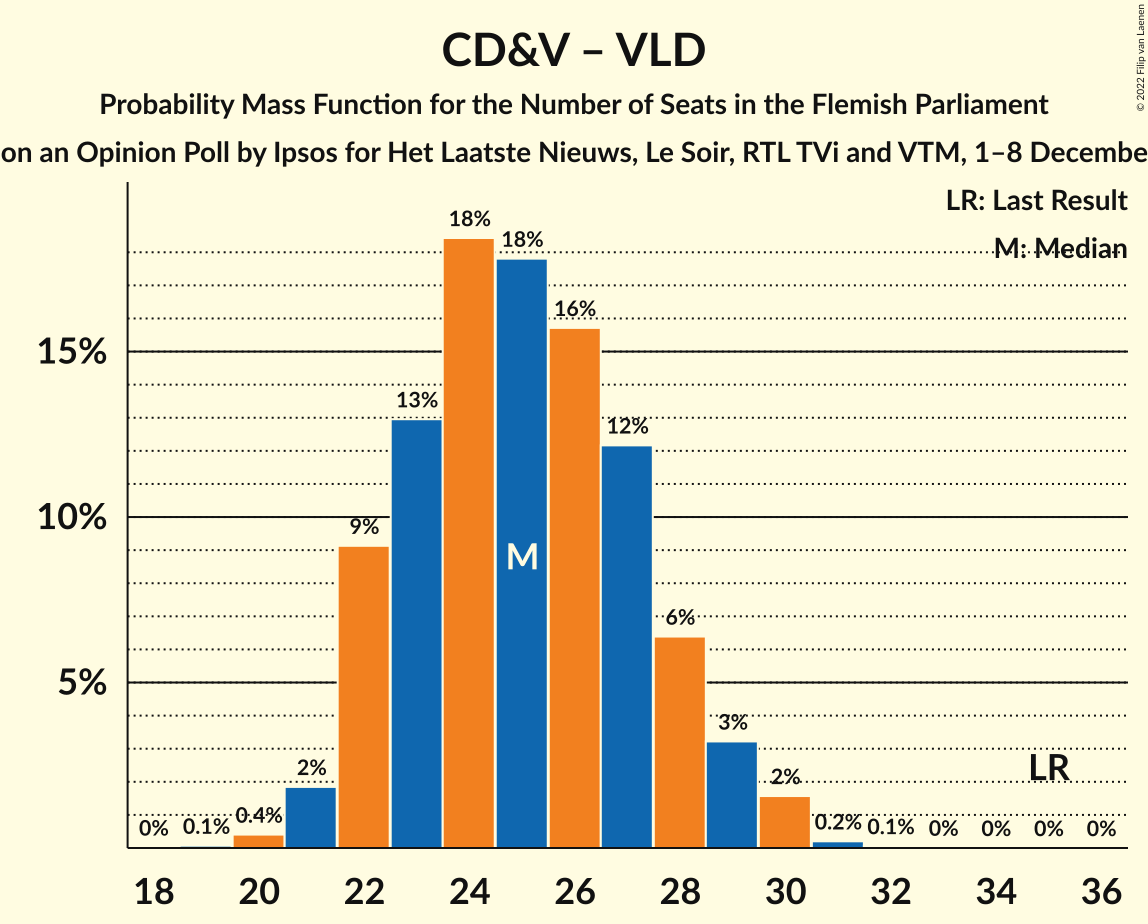 CD&V – VLD
Probability Mass Function for the Number of Seats in the Flemish Parliament
on an Opinion Poll by Ipsos for Het Laatste Nieuws, Le Soir, RTL TVi and VTM, 1–8 Decembe
© 2022 Filip van Laenen
LR: Last Result
M: Median
18%
18%
16%
15%
13%
12%
10%
9%
M
6%
5%
3%
2%
2%
LR
0%
0.1%
0.4%
0.2%
0.1%
0%
0%
0%
0%
18 20 22 24 26 28 30 32 34 36